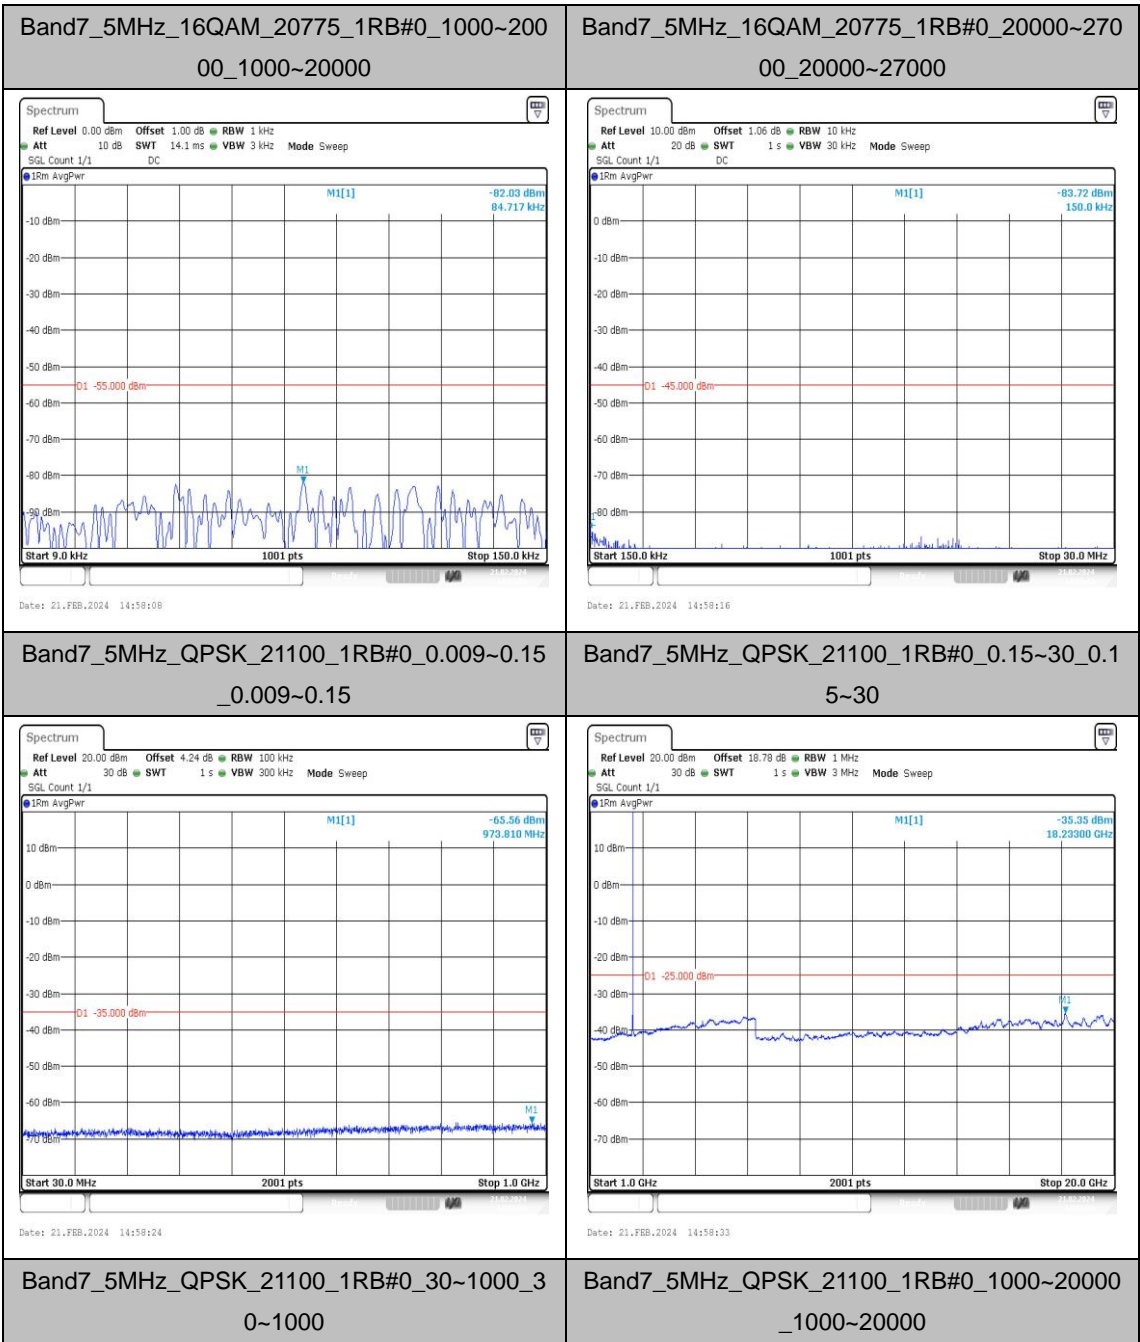 Band7_5MHz_16QAM_20775_1RB#0_1000~200
00_1000~20000
Band7_5MHz_16QAM_20775_1RB#0_20000~270
00_20000~27000
Spectrum
Ref Level 0.00 dBm Offset 1.00 dB RBW 1 kHz
Att 10 dB SWT 14.1 ms VBW 3 kHz Mode Sweep
SGL Count 1/1 DC
1Rm AvgPwr
M1[1] -82.03 dBm
84.717 kHz
-10 dBm
-20 dBm
-30 dBm
-40 dBm
-50 dBm
D1 -55.000 dBm
-60 dBm
-70 dBm
-80 dBm
M1
-90 dBm
Start 9.0 kHz 1001 pts Stop 150.0 kHz
Date: 21.FEB.2024 14:58:08
Spectrum
Ref Level 10.00 dBm Offset 1.06 dB RBW 10 kHz
Att 20 dB SWT 1 s VBW 30 kHz Mode Sweep
SGL Count 1/1 DC
1Rm AvgPwr
M1[1] -83.72 dBm
150.0 kHz
0 dBm
-10 dBm
-20 dBm
-30 dBm
-40 dBm
D1 -45.000 dBm
-50 dBm
-60 dBm
-70 dBm
-80 dBm
Start 150.0 kHz 1001 pts Stop 30.0 MHz
Date: 21.FEB.2024 14:58:16
Band7_5MHz_QPSK_21100_1RB#0_0.009~0.15
_0.009~0.15
Band7_5MHz_QPSK_21100_1RB#0_0.15~30_0.1
5~30
Spectrum
Ref Level 20.00 dBm Offset 4.24 dB RBW 100 kHz
Att 30 dB SWT 1 s VBW 300 kHz Mode Sweep
SGL Count 1/1
1Rm AvgPwr
M1[1] -65.56 dBm
973.810 MHz
10 dBm
0 dBm
-10 dBm
-20 dBm
-30 dBm
D1 -35.000 dBm
-40 dBm
-50 dBm
-60 dBm
M1
-70 dBm
Start 30.0 MHz 2001 pts Stop 1.0 GHz
Date: 21.FEB.2024 14:58:24
Spectrum
Ref Level 20.00 dBm Offset 18.78 dB RBW 1 MHz
Att 30 dB SWT 1 s VBW 3 MHz Mode Sweep
SGL Count 1/1
1Rm AvgPwr
M1[1] -35.35 dBm
18.23300 GHz
10 dBm
0 dBm
-10 dBm
-20 dBm
D1 -25.000 dBm
-30 dBm
M1
-40 dBm
-50 dBm
-60 dBm
-70 dBm
Start 1.0 GHz 2001 pts Stop 20.0 GHz
Date: 21.FEB.2024 14:58:33
Band7_5MHz_QPSK_21100_1RB#0_30~1000_3
0~1000
Band7_5MHz_QPSK_21100_1RB#0_1000~20000
_1000~20000